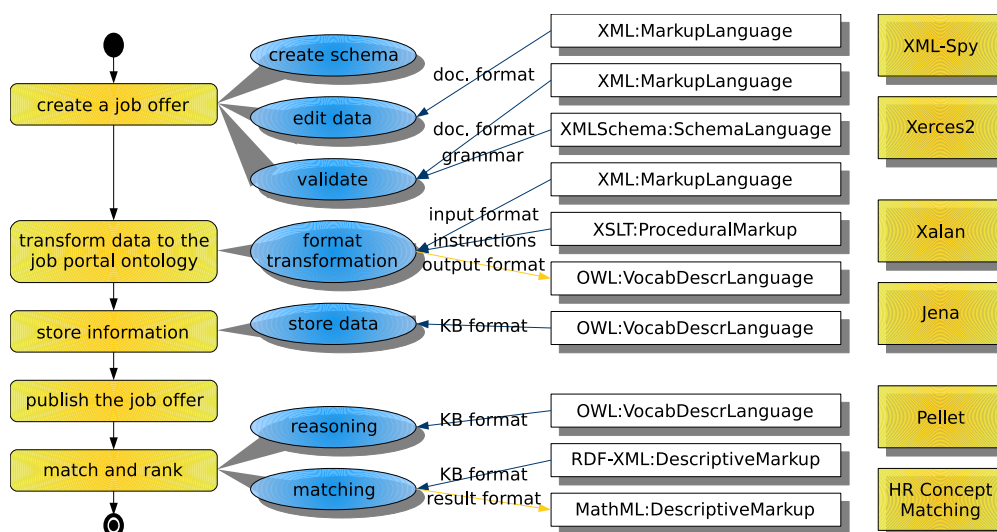 create a job offer
transform data to the
job portal ontology
store information
publish the job offer
match and rank
create schema
edit data
validate
format
transformation
store data
reasoning
matching
doc. format
doc. format
grammar
input format
instructions
output format
KB format
KB format
KB format
result format
XML:MarkupLanguage
XML:MarkupLanguage
XMLSchema:SchemaLanguage
XML:MarkupLanguage
XSLT:ProceduralMarkup
OWL:VocabDescrLanguage
OWL:VocabDescrLanguage
OWL:VocabDescrLanguage
RDF-XML:DescriptiveMarkup
MathML:DescriptiveMarkup
XML-Spy
Xerces2
Xalan
Jena
Pellet
HR Concept
Matching